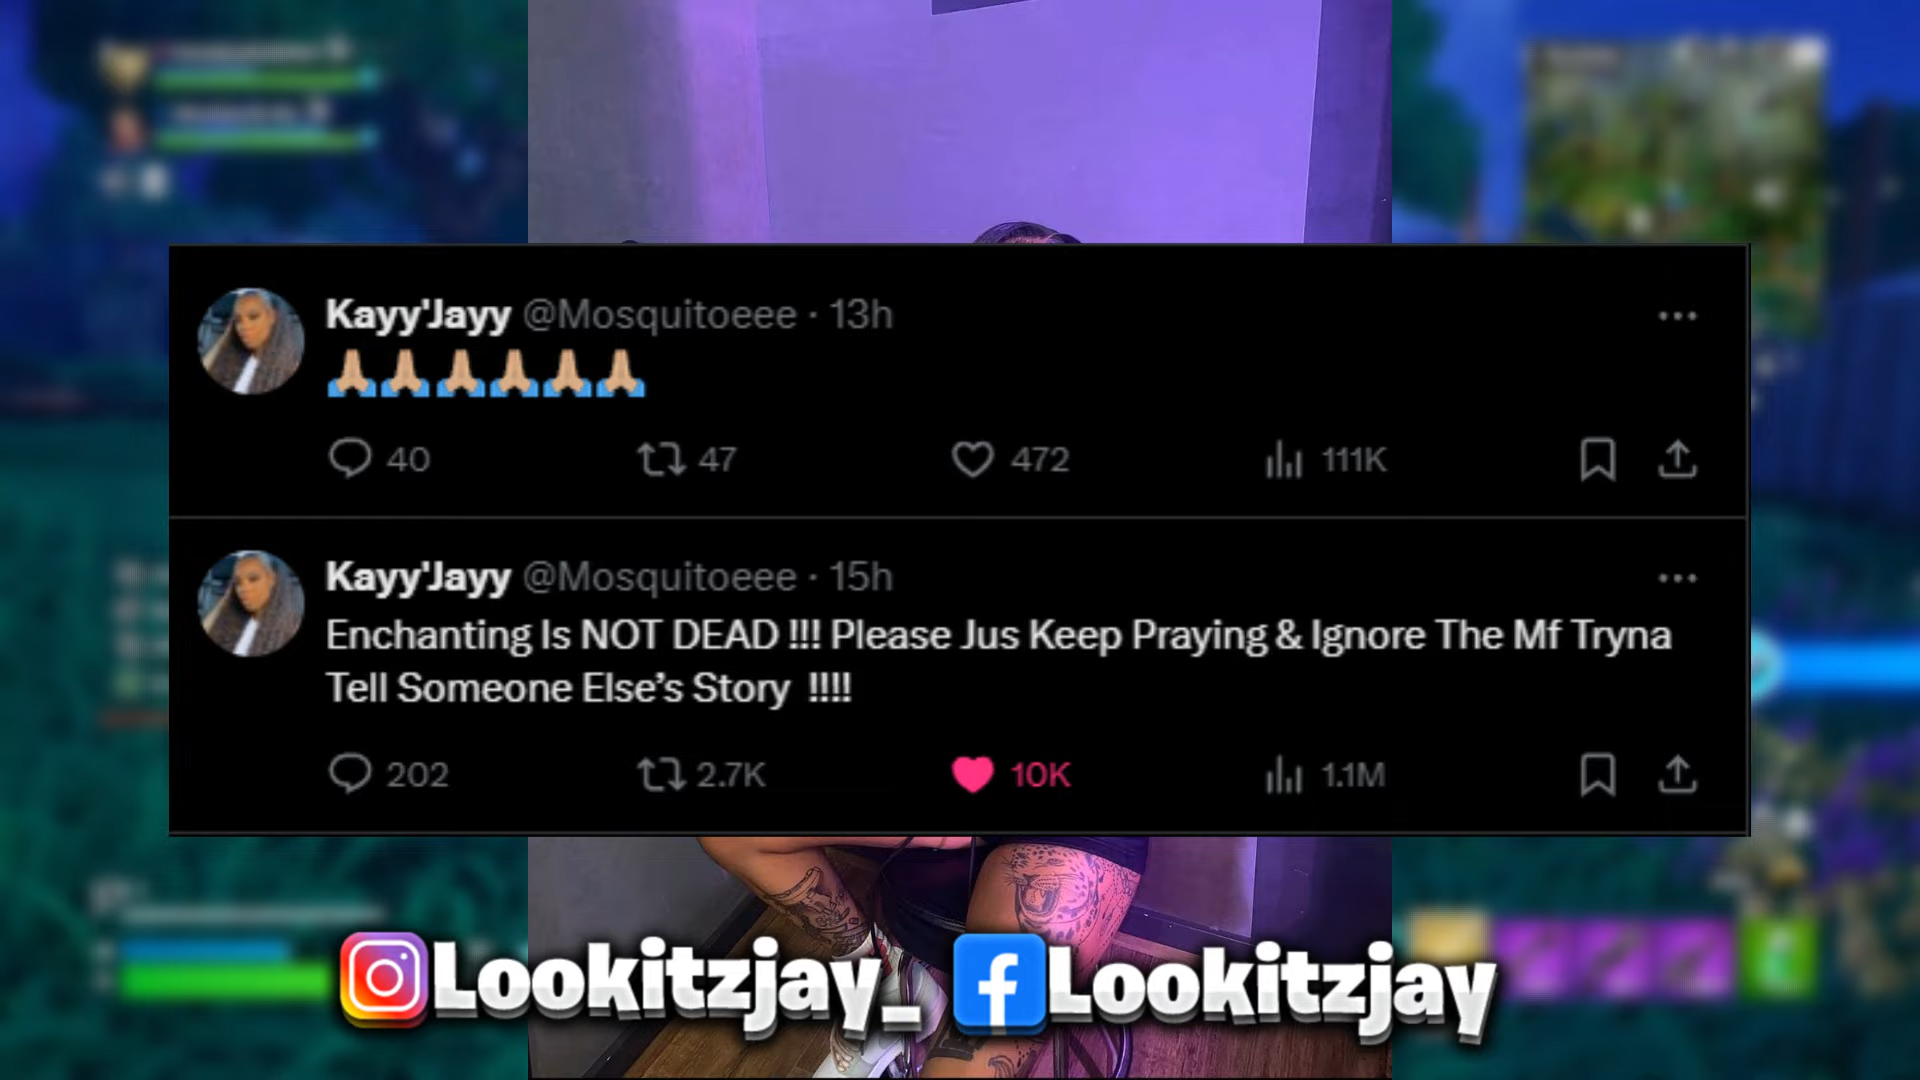 Kayy'Jayy @Mosquitoeee · 13h
🙏🏼🙏🏼🙏🏼🙏🏼🙏🏼🙏🏼
40 47 472 111K
Kayy'Jayy @Mosquitoeee · 15h
Enchanting Is NOT DEAD !!! Please Jus Keep Praying & Ignore The Mf Tryna
Tell Someone Else’s Story !!!!
202 2.7K 10K 1.1M
Lookitzjay_ Lookitzjay